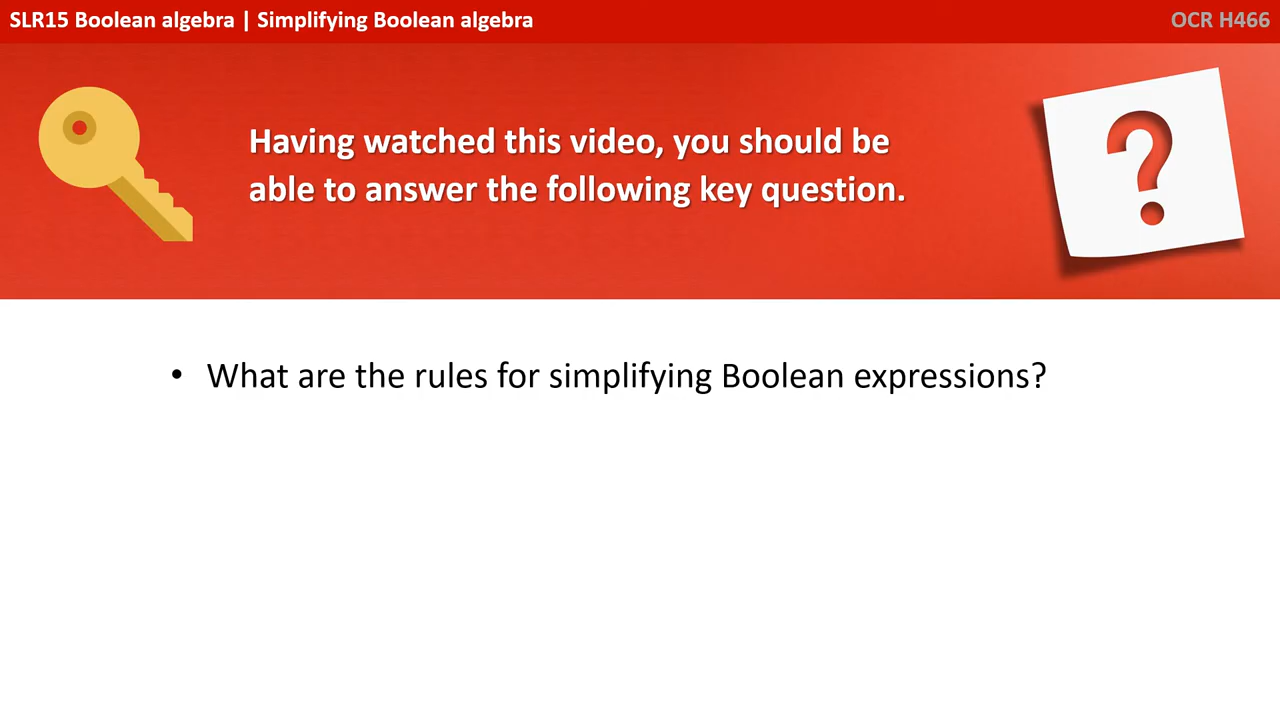 SLR15 Boolean algebra | Simplifying Boolean algebra
OCR H466
Having watched this video, you should be
able to answer the following key question.
?
• What are the rules for simplifying Boolean expressions?